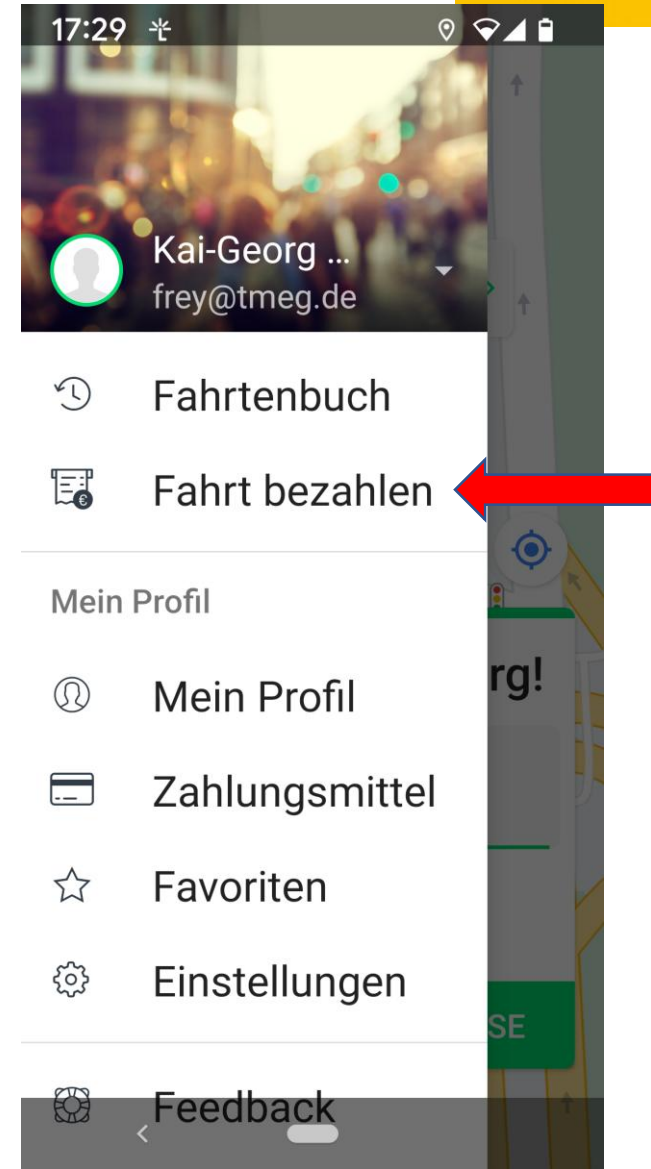 17:29
Kai-Georg ...
frey@tmeg.de
Fahrtenbuch
Fahrt bezahlen
Mein Profil
rg!
Mein Profil
Zahlungsmittel
Favoriten
Einstellungen
SE
Feedback